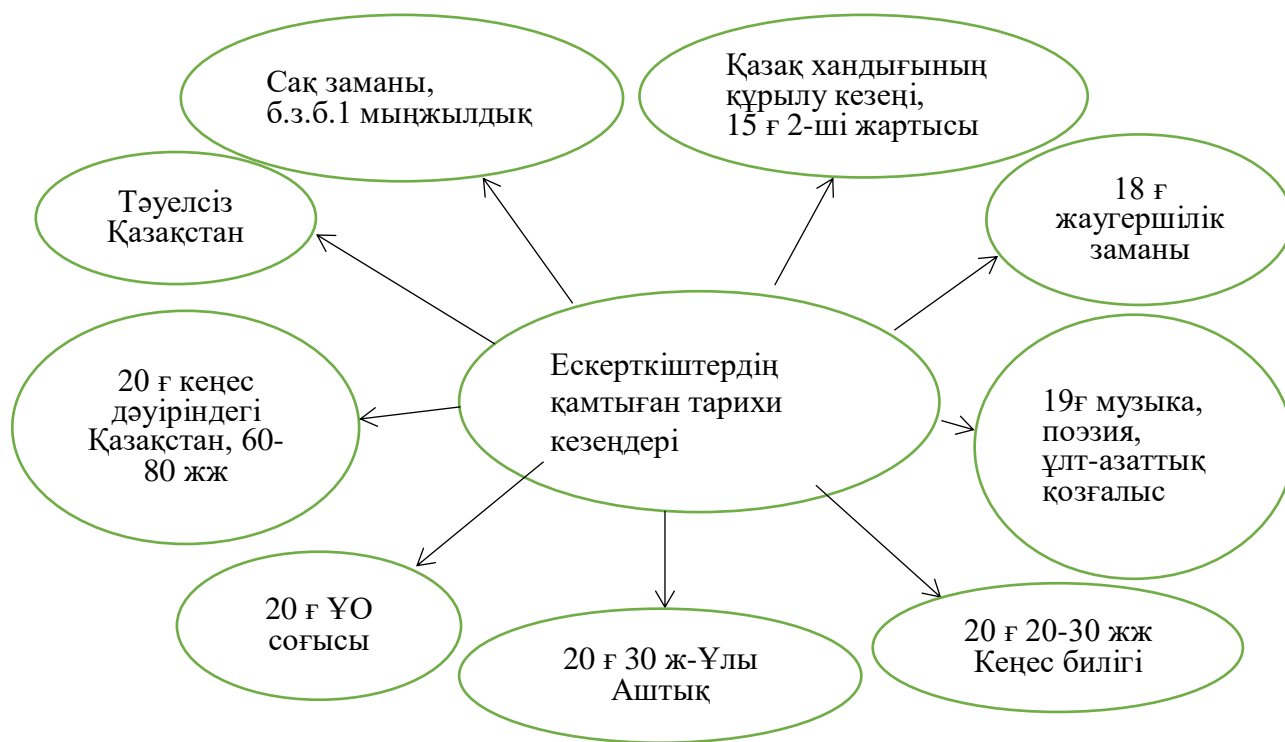 Сақ заманы,
б.з.б.1 мыңжылдық
Қазақ хандығының
құрылу кезеңі,
15 ғ 2-ші жартысы
Тәуелсіз
Қазақстан
18 ғ
жаугершілік
заманы
Ескерткіштердің
қамтыған тарихи
кезеңдері
20 ғ кеңес
дәуіріндегі
Қазақстан, 60-
80 жж
19ғ музыка,
поэзия,
ұлт-азаттық
қозғалыс
20 ғ ҰО
соғысы
20 ғ 30 ж-Ұлы
Аштық
20 ғ 20-30 жж
Кеңес билігі